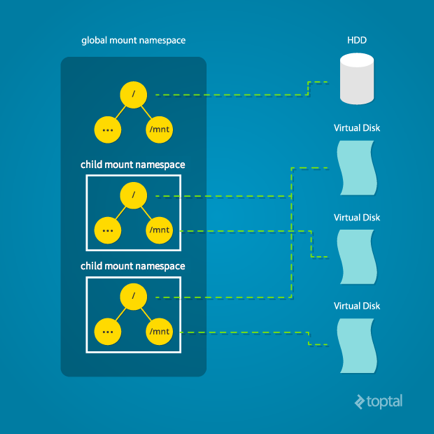 global mount namespace
HDD
/
...
/mnt
Virtual Disk
child mount namespace
/
...
/mnt
Virtual Disk
child mount namespace
/
...
/mnt
Virtual Disk
toptal